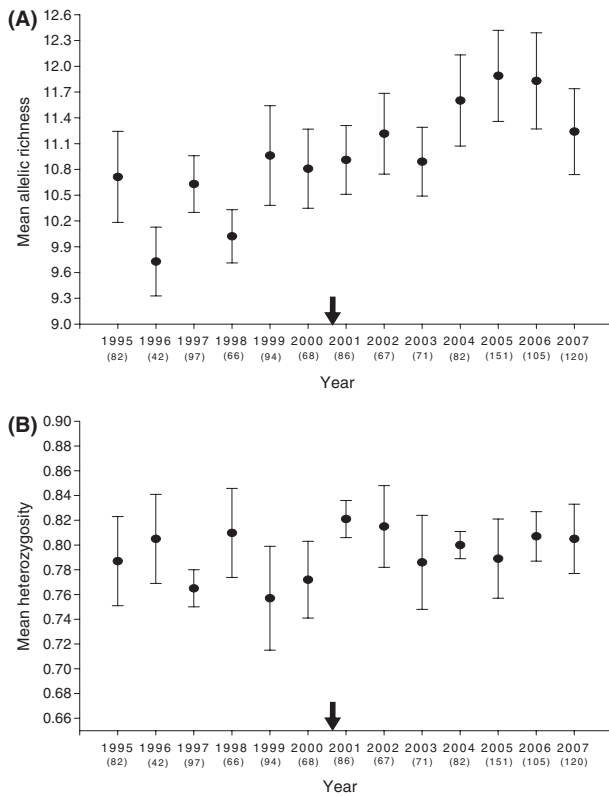 (A)
12.6
12.3
12.0
11.7
11.4
11.1
10.8
10.5
10.2
9.9
9.6
9.3
9.0
Mean allelic richness
1995 1996 1997 1998 1999 2000 2001 2002 2003 2004 2005 2006 2007
(82) (42) (97) (66) (94) (68) (86) (67) (71) (82) (151) (105) (120)
Year
(B)
0.90
0.88
0.86
0.84
0.82
0.80
0.78
0.76
0.74
0.72
0.70
0.68
0.66
Mean heterozygosity
1995 1996 1997 1998 1999 2000 2001 2002 2003 2004 2005 2006 2007
(82) (42) (97) (66) (94) (68) (86) (67) (71) (82) (151) (105) (120)
Year